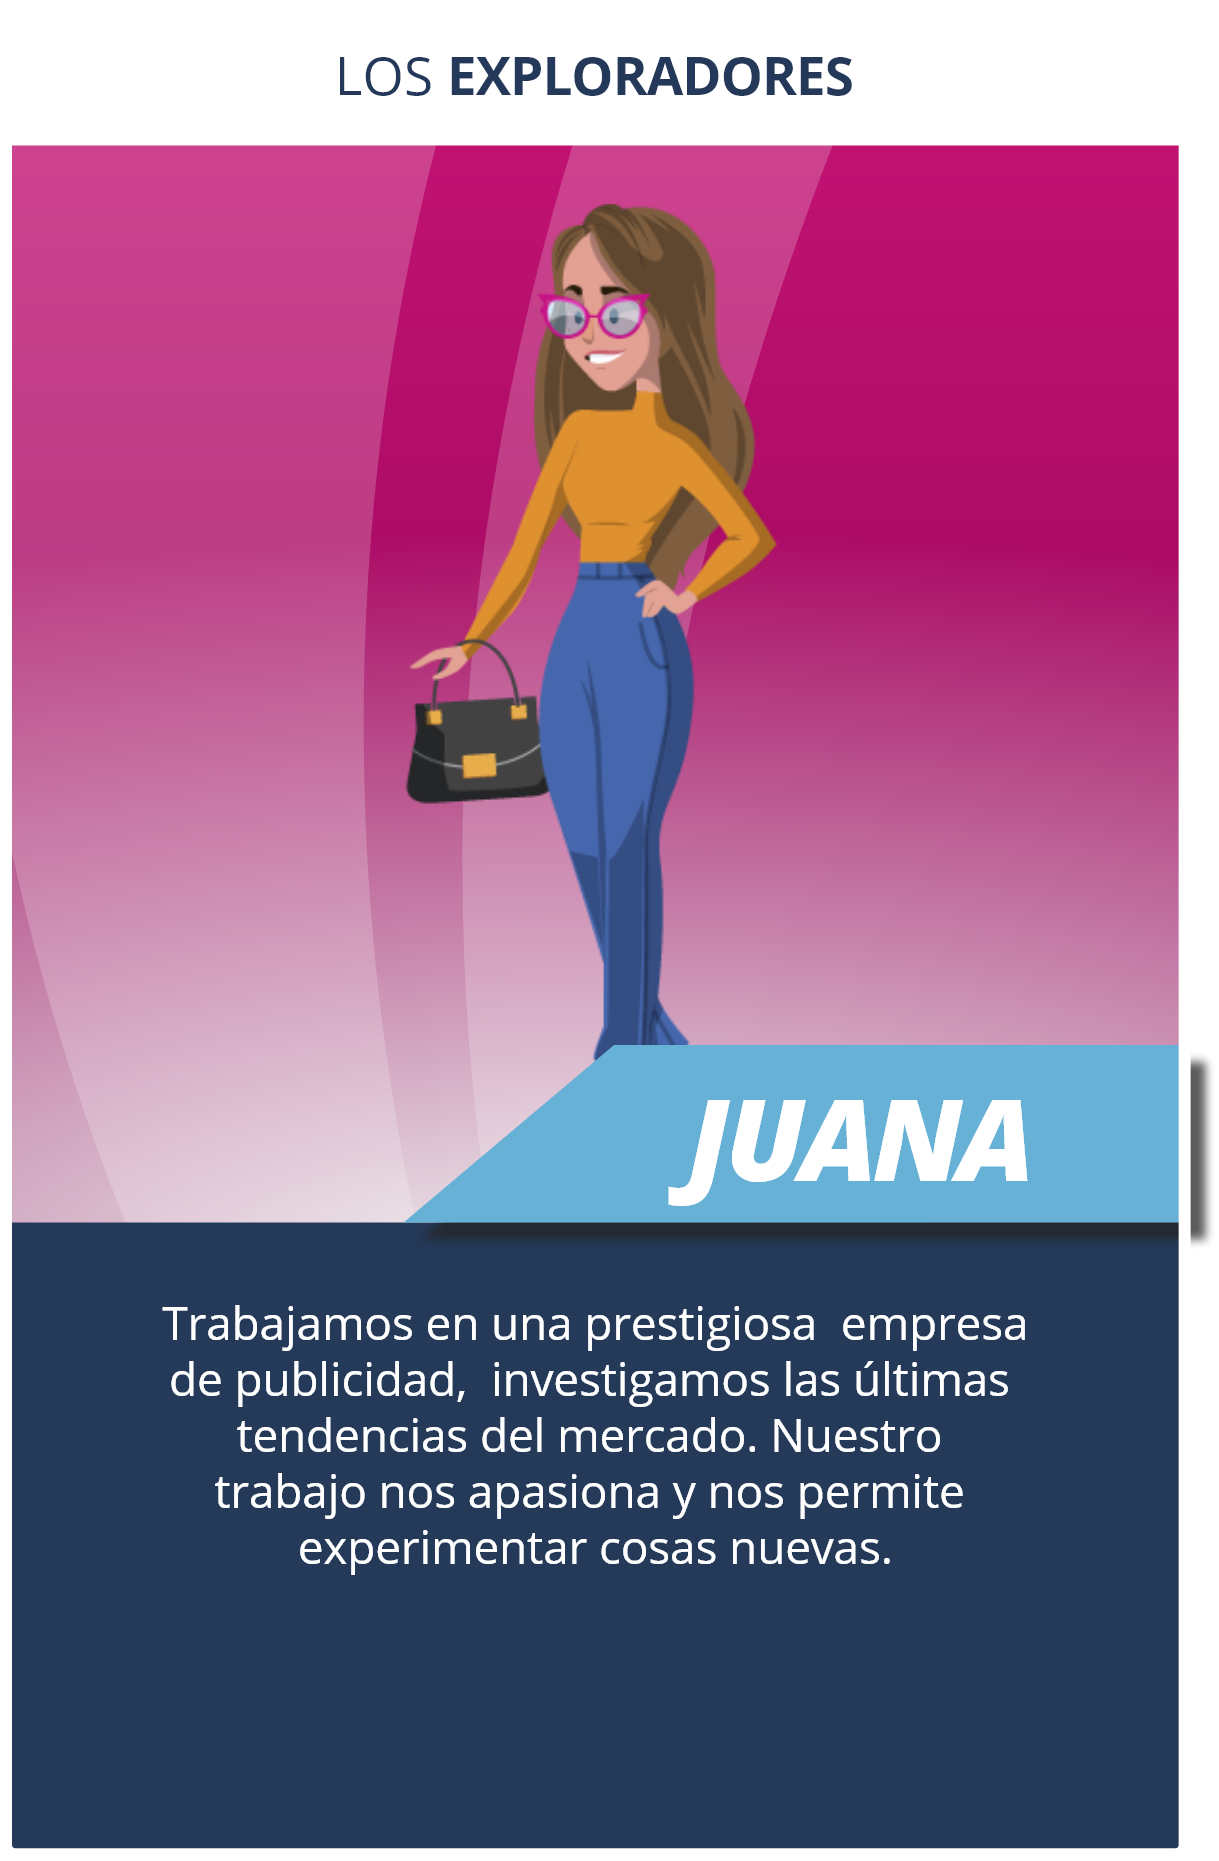 LOS EXPLORADORES
JUANA
Trabajamos en una prestigiosa empresa
de publicidad, investigamos las últimas
tendencias del mercado. Nuestro
trabajo nos apasiona y nos permite
experimentar cosas nuevas.